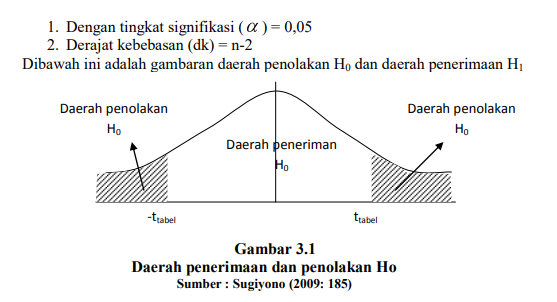 1. Dengan tingkat signifikasi ( α ) = 0,05
2. Derajat kebebasan (dk) = n-2
Dibawah ini adalah gambaran daerah penolakan H₀ dan daerah penerimaan H₁
Daerah penolakan
H₀
Daerah penolakan
H₀
Daerah peneriman
H₀
-t_tabel
t_tabel
Gambar 3.1
Daerah penerimaan dan penolakan Ho
Sumber : Sugiyono (2009: 185)